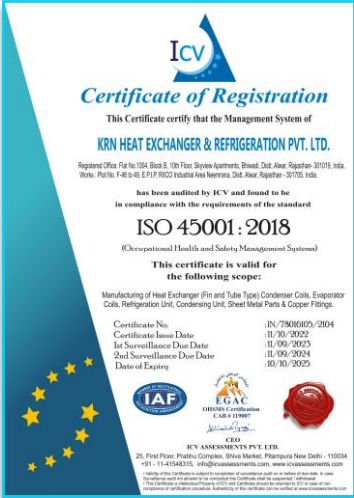 ICV
Certificate of Registration
This Certificate certify that the Management System of
KRN HEAT EXCHANGER & REFRIGERATION PVT. LTD.
Registered Office: Flat No.1004, Block B, 10th Floor, Skyview Apartments, Bhiwadi, Distt. Alwar, Rajasthan- 301019, India.
Works : Plot No. F-46 to 49, E.P.I.P, RIICO Industrial Area Neemrana, Distt. Alwar, Rajasthan - 301705, India.
has been audited by ICV and found to be
in compliance with the requirements of the standard
ISO 45001 : 2018
(Occupational Health and Safety Management Systems)
This certificate is valid for
the following scope:
Manufacturing of Heat Exchanger (Fin and Tube Type) Condenser Coils, Evaporator
Coils, Refrigeration Unit, Condensing Unit, Sheet Metal Parts & Copper Fittings.
Certificate No. :IN/78016105/2104
Certificate Issue Date : 11/10/2022
1st Surveillance Due Date : 11/09/2023
2nd Surveillance Due Date : 11/09/2024
Date of Expiry : 10/10/2025
IAF
EGAC
OHSMS Certification
CAB # 119007
CEO
ICV ASSESSMENTS PVT. LTD.
25, First Floor, Prabhu Complex, Shiva Market, Pitampura New Delhi - 110034
+91 - 11-41548315, info@icvassessments.com, www.icvassessments.com